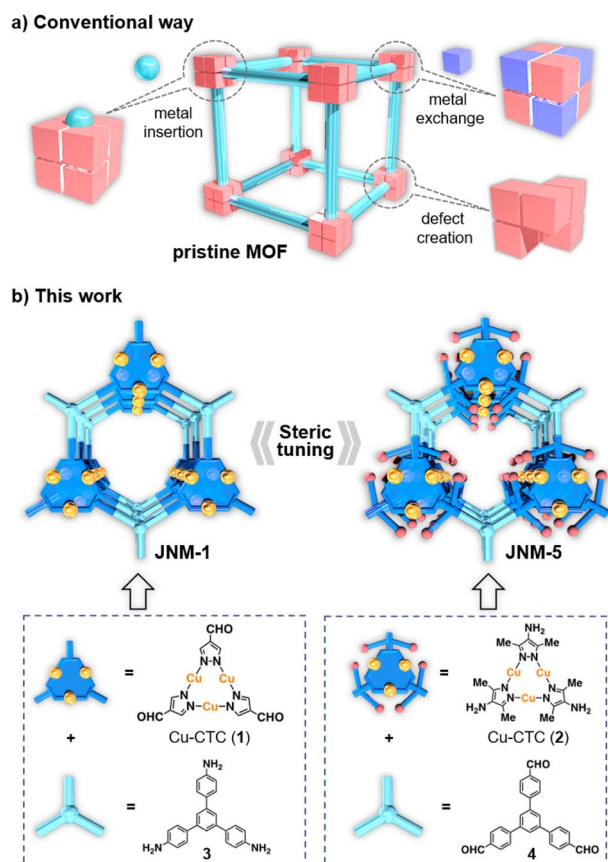 a) Conventional way
metal
insertion
metal
exchange
defect
creation
pristine MOF
b) This work
Steric
tuning
JNM-1
JNM-5
=
CHO
N-N
Cu
Cu
N
N
N
N
Cu
OHC
CHO
Cu-CTC (1)
+
=
NH2
H2N
NH2
3
=
NH2
Me
Me
N-N
Cu
Cu
Me
N
N
Me
N
N
Cu
H2N
Me
Me
NH2
Cu-CTC (2)
+
=
CHO
OHC
CHO
4